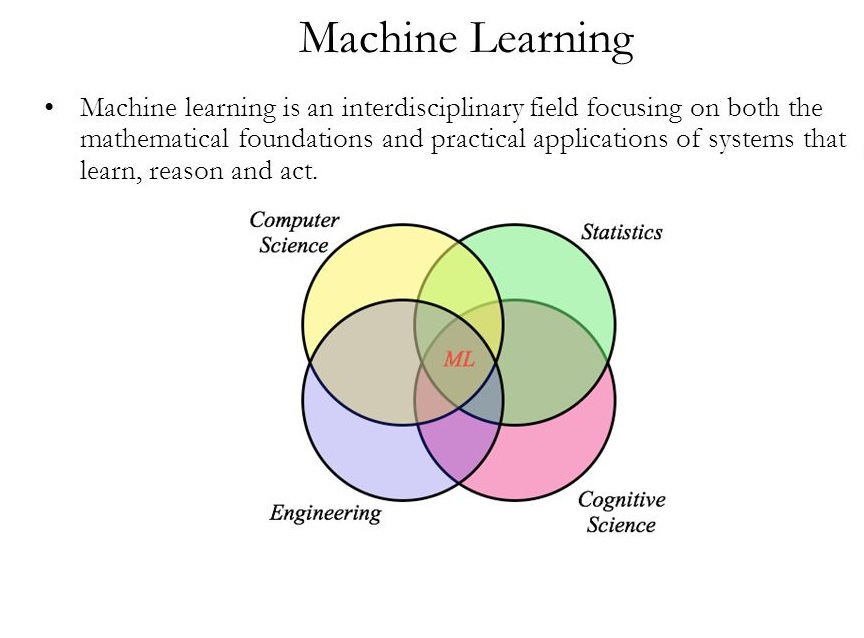 Machine Learning
• Machine learning is an interdisciplinary field focusing on both the
mathematical foundations and practical applications of systems that
learn, reason and act.
Computer
Science
Statistics
ML
Engineering
Cognitive
Science